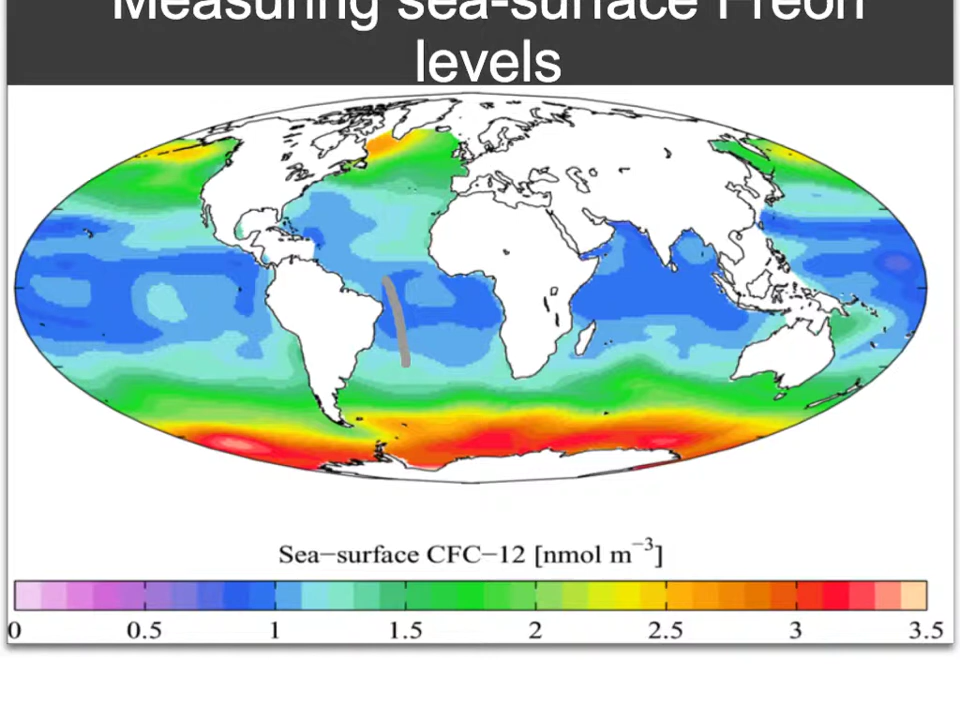 Measuring sea-surface Freon
levels
Sea−surface CFC−12 [nmol m−3]
0 0.5 1 1.5 2 2.5 3 3.5